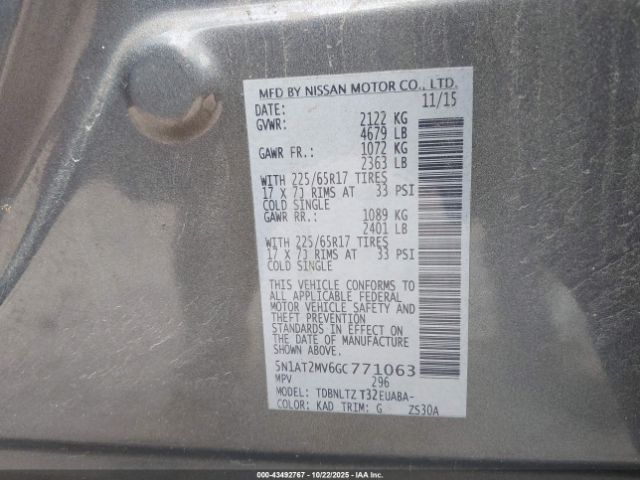 MFD BY NISSAN MOTOR CO., LTD.
DATE: 11/15
GVWR: 2122 KG
4679 LB
GAWR FR.: 1072 KG
2363 LB
WITH 225/65R17 TIRES
17 X 7J RIMS AT 33 PSI
COLD SINGLE
GAWR RR.: 1089 KG
2401 LB
WITH 225/65R17 TIRES
17 X 7J RIMS AT 33 PSI
COLD SINGLE
THIS VEHICLE CONFORMS TO
ALL APPLICABLE FEDERAL
MOTOR VEHICLE SAFETY AND
THEFT PREVENTION
STANDARDS IN EFFECT ON
THE DATE OF MANUFACTURE
SHOWN ABOVE.
5N1AT2MV6GC771063
MPV 296
MODEL: TDBNLTZ T32EUABA-
COLOR: KAD TRIM: G ZS30A
000-43492767 - 10/22/2025 - IAA Inc.